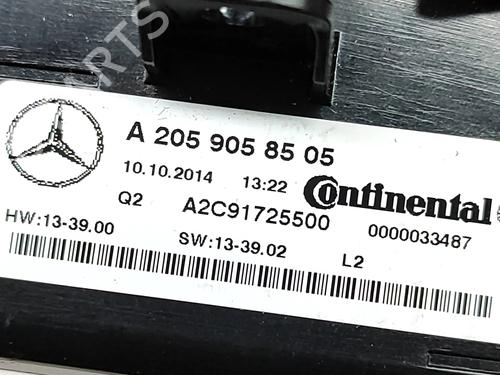 PARTS
A 205 905 85 05
10.10.2014 13:22 Continental
Q2 A2C91725500 0000033487
HW:13-39.00 SW:13-39.02 L2